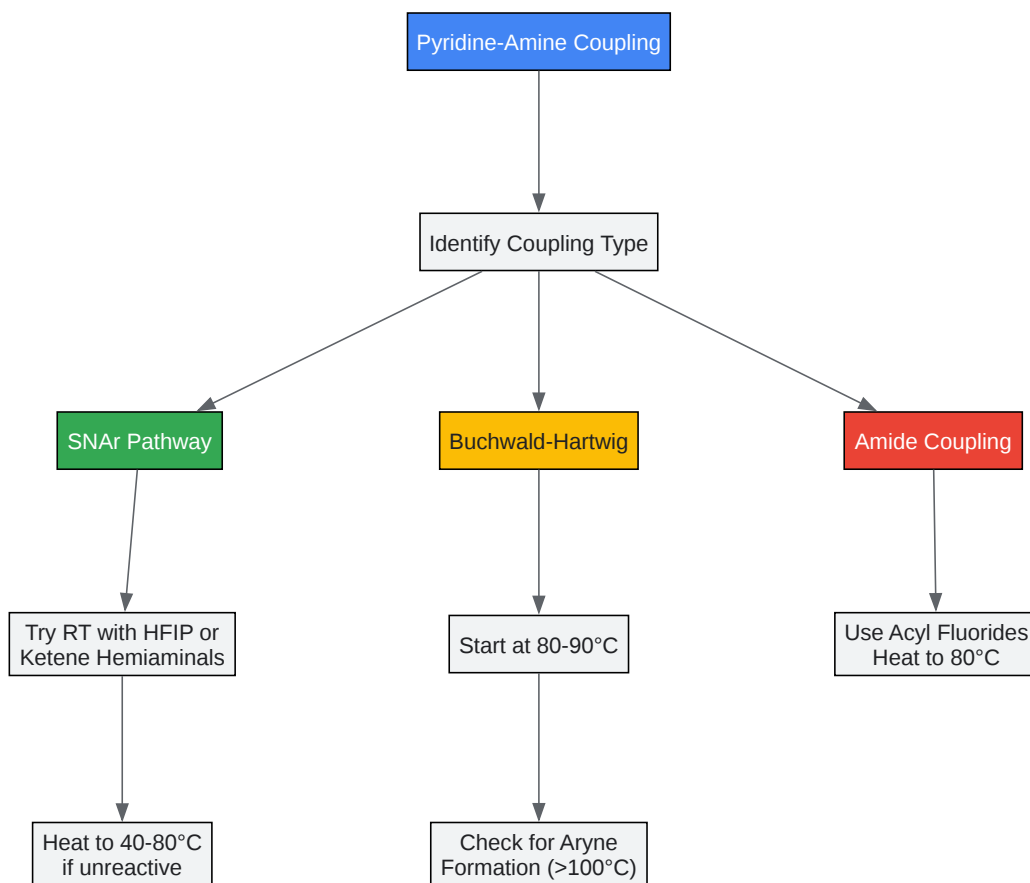 Pyridine-Amine Coupling
Identify Coupling Type
SNAr Pathway
Buchwald-Hartwig
Amide Coupling
Try RT with HFIP or
Ketene Hemiaminals
Start at 80-90°C
Use Acyl Fluorides
Heat to 80°C
Heat to 40-80°C
if unreactive
Check for Aryne
Formation (>100°C)